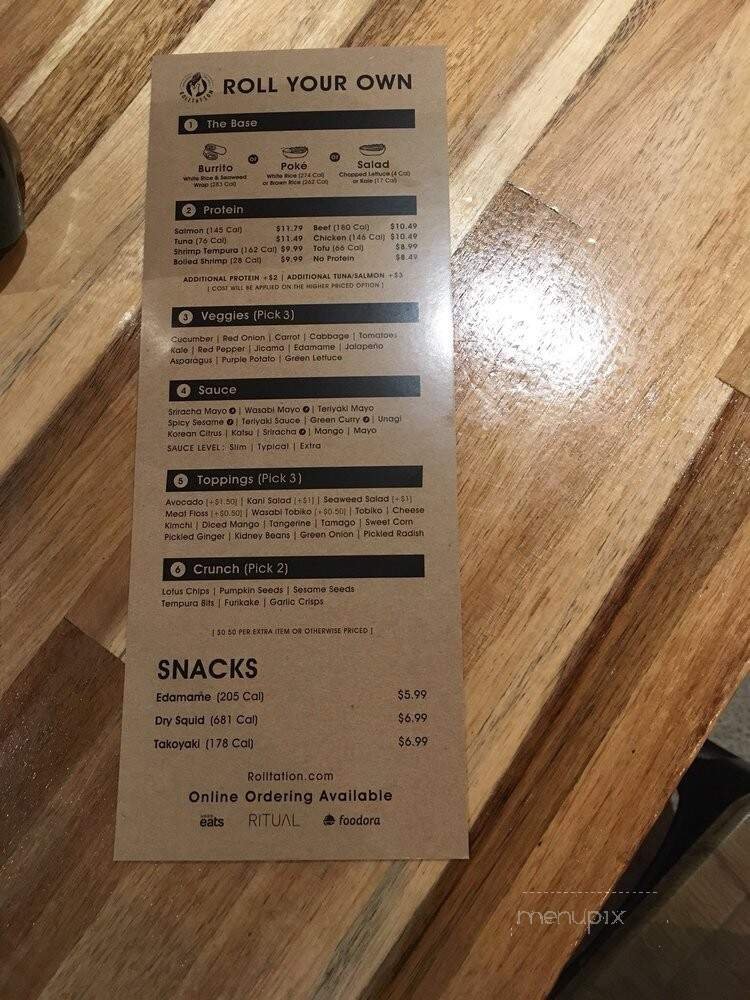 ROLLTATION
ROLL YOUR OWN
1 The Base
Burrito or Poké or Salad
White Rice & Seaweed Wrap (283 Cal)
White Rice (274 Cal) or Brown Rice (262 Cal)
Chopped Lettuce (4 Cal) or Kale (17 Cal)
2 Protein
Salmon (145 Cal) $11.79 Beef (180 Cal) $10.49
Tuna (76 Cal) $11.49 Chicken (146 Cal) $10.49
Shrimp Tempura (162 Cal) $9.99 Tofu (66 Cal) $8.99
Boiled Shrimp (28 Cal) $9.99 No Protein $8.49
ADDITIONAL PROTEIN +$2 | ADDITIONAL TUNA/SALMON +$3
[ COST WILL BE APPLIED ON THE HIGHER PRICED OPTION ]
3 Veggies (Pick 3)
Cucumber | Red Onion | Carrot | Cabbage | Tomatoes
Kale | Red Pepper | Jicama | Edamame | Jalapeño
Asparagus | Purple Potato | Green Lettuce
4 Sauce
Sriracha Mayo | Wasabi Mayo | Teriyaki Mayo
Spicy Sesame | Teriyaki Sauce | Green Curry | Unagi
Korean Citrus | Katsu | Sriracha | Mango | Mayo
SAUCE LEVEL: Slim | Typical | Extra
5 Toppings (Pick 3)
Avocado [+$1.50] | Kani Salad [+$1] | Seaweed Salad [+$1]
Meat Floss [+$0.50] | Wasabi Tobiko [+$0.50] | Tobiko | Cheese
Kimchi | Diced Mango | Tangerine | Tamago | Sweet Corn
Pickled Ginger | Kidney Beans | Green Onion | Pickled Radish
6 Crunch (Pick 2)
Lotus Chips | Pumpkin Seeds | Sesame Seeds
Tempura Bits | Furikake | Garlic Crisps
[ $0.50 PER EXTRA ITEM OR OTHERWISE PRICED ]
SNACKS
Edamame (205 Cal) $5.99
Dry Squid (681 Cal) $6.99
Takoyaki (178 Cal) $6.99
Rolltation.com
Online Ordering Available
UBER eats RITUAL foodora
menupix